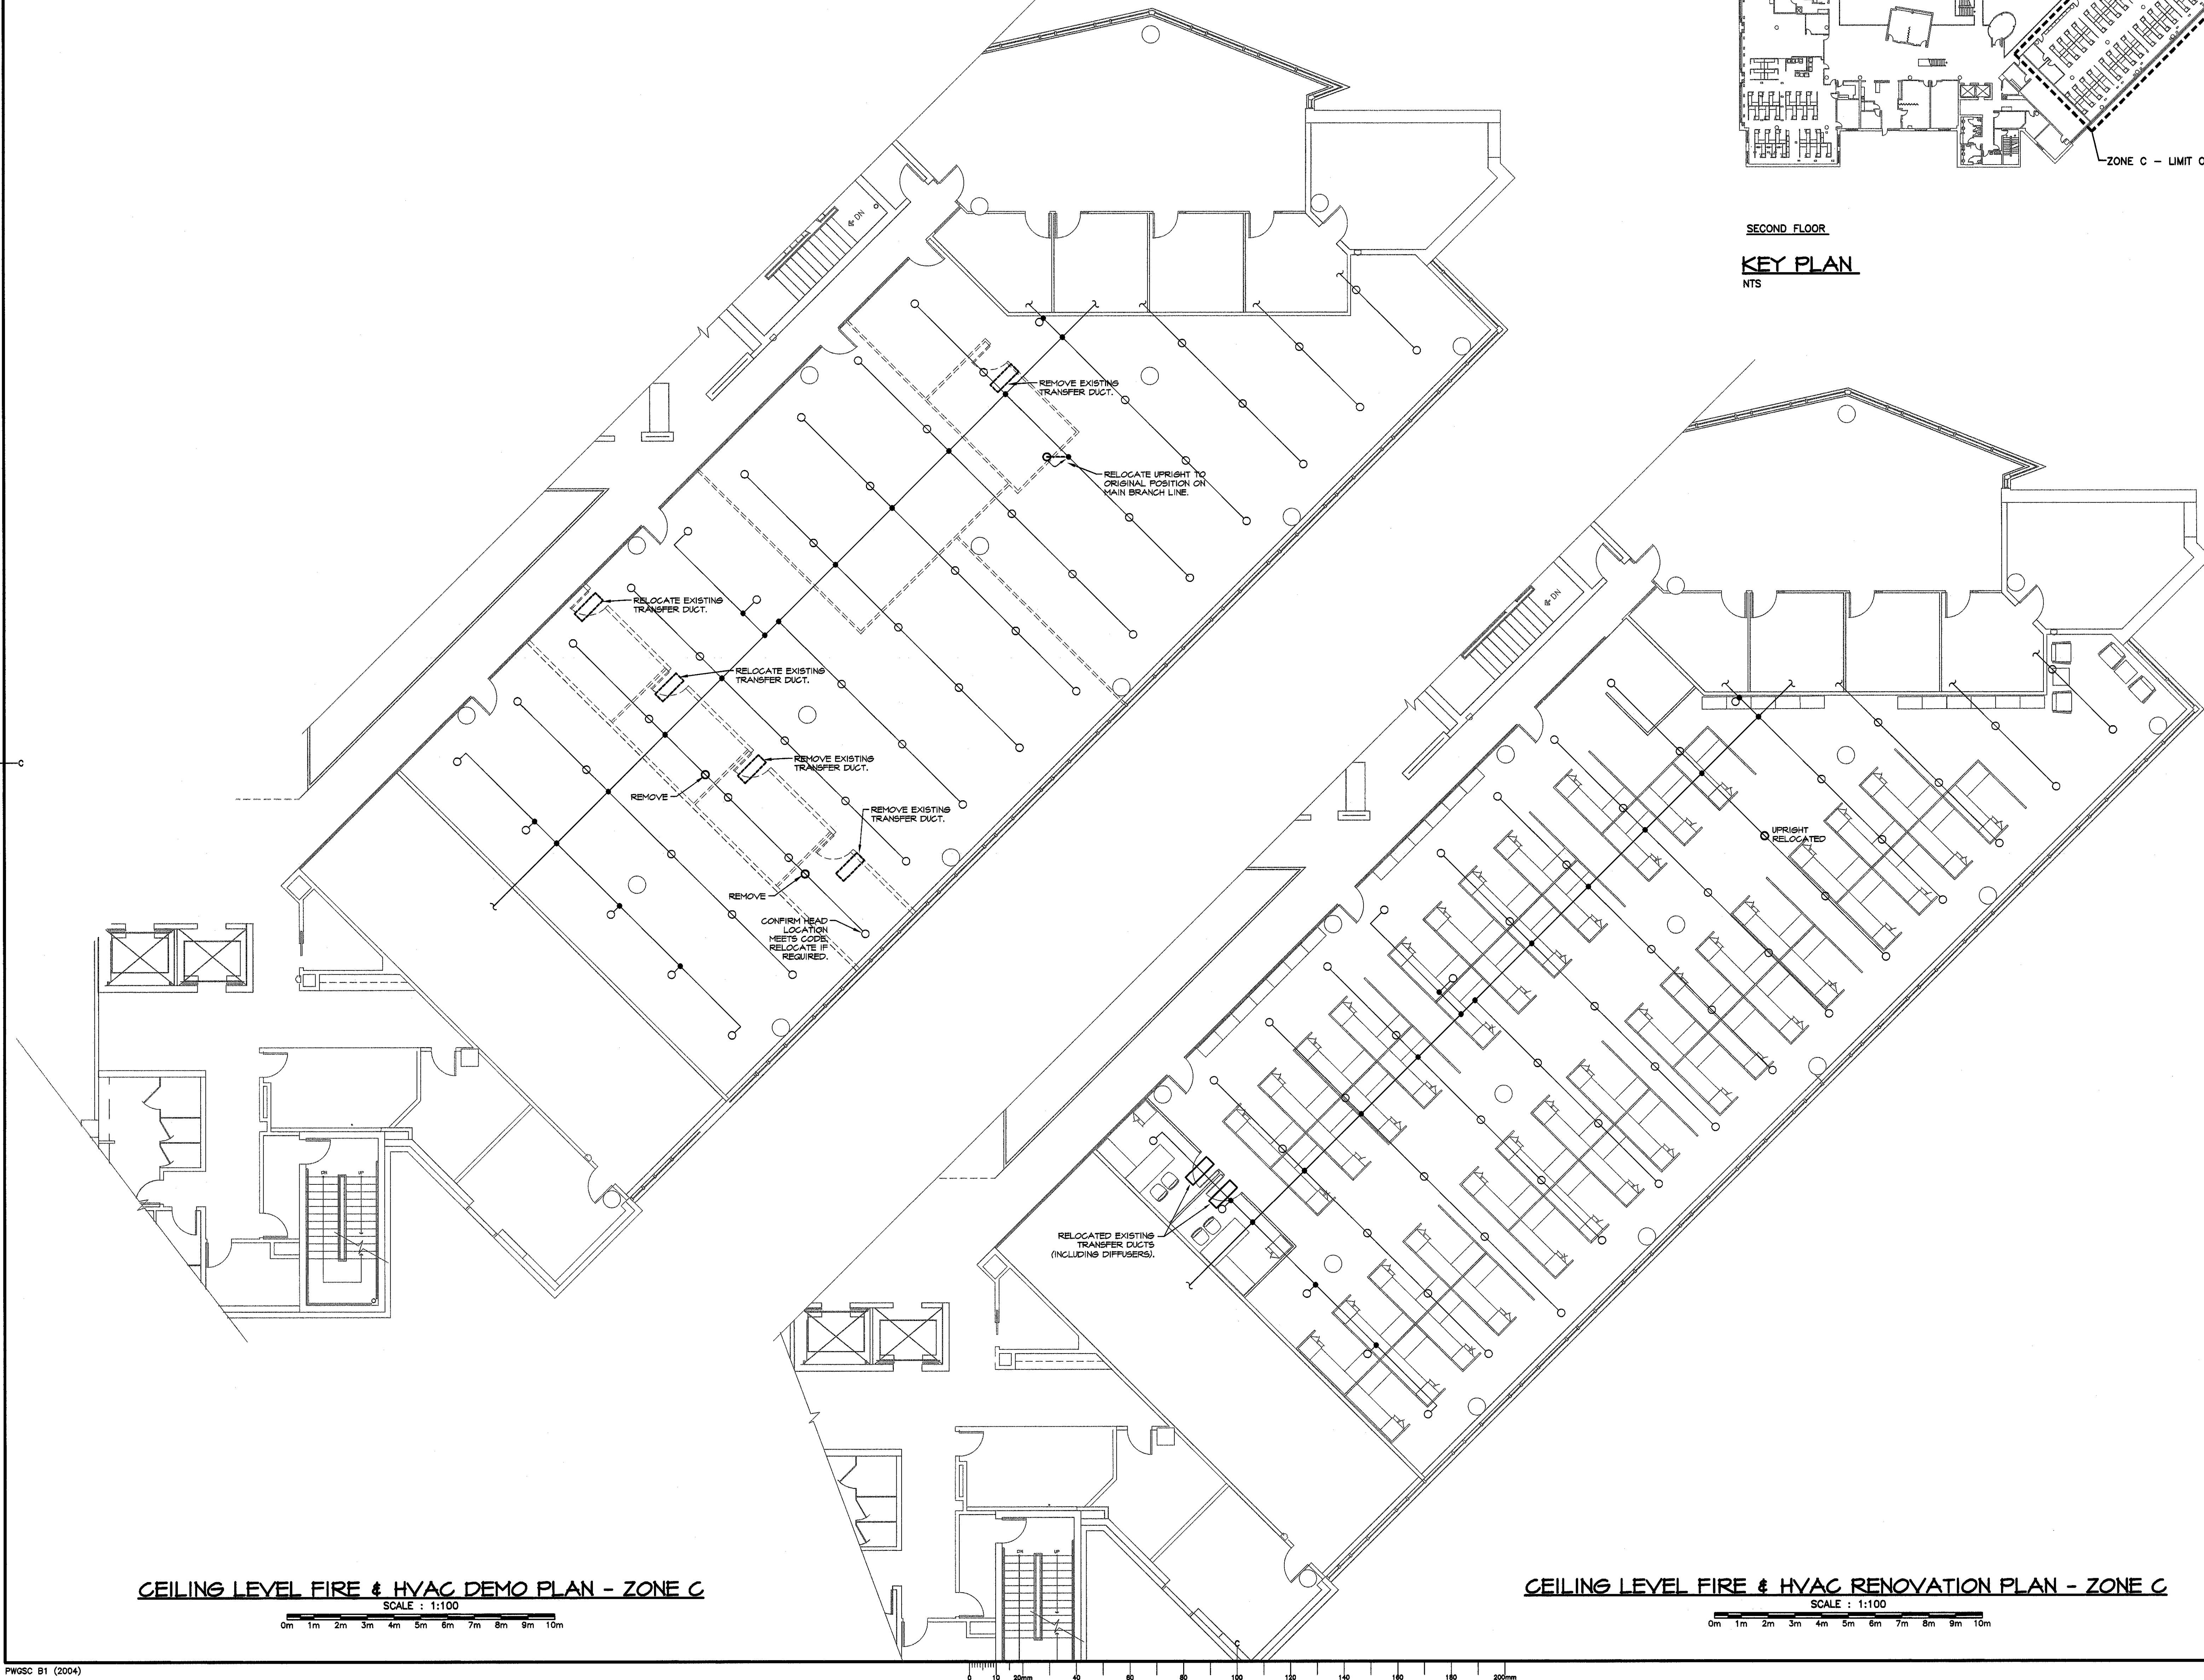 DN
ZONE C – LIMIT O
SECOND FLOOR
KEY PLAN
NTS
REMOVE EXISTING
TRANSFER DUCT.
RELOCATE UPRIGHT TO
ORIGINAL POSITION ON
MAIN BRANCH LINE.
RELOCATE EXISTING
TRANSFER DUCT.
RELOCATE EXISTING
TRANSFER DUCT.
REMOVE EXISTING
TRANSFER DUCT.
REMOVE
REMOVE EXISTING
TRANSFER DUCT.
REMOVE
CONFIRM HEAD
LOCATION
MEETS CODE.
RELOCATE IF
REQUIRED.
C
DN UP
DN
UPRIGHT
RELOCATED
RELOCATED EXISTING
TRANSFER DUCTS
(INCLUDING DIFFUSERS).
DN UP
CEILING LEVEL FIRE & HVAC DEMO PLAN - ZONE C
SCALE : 1:100
0m 1m 2m 3m 4m 5m 6m 7m 8m 9m 10m
CEILING LEVEL FIRE & HVAC RENOVATION PLAN - ZONE C
SCALE : 1:100
0m 1m 2m 3m 4m 5m 6m 7m 8m 9m 10m
C
PWGSC B1 (2004)
0 10 20mm 40 60 80 100 120 140 160 180 200mm